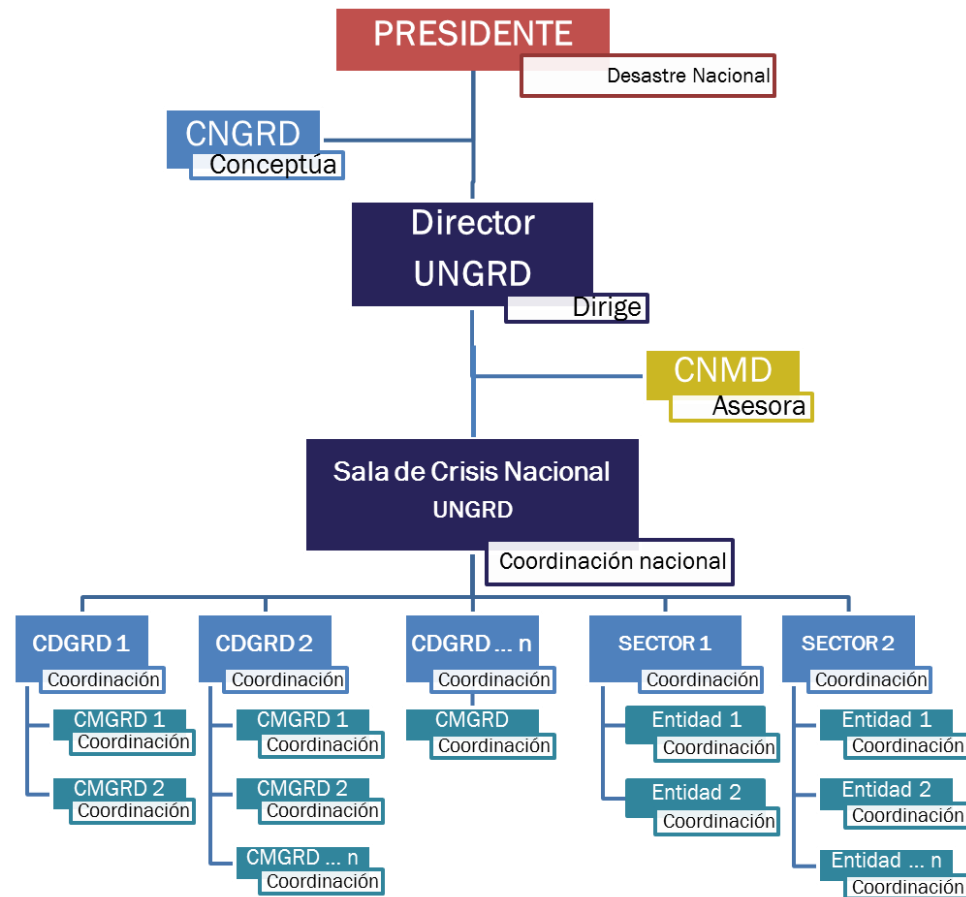 PRESIDENTE
Desastre Nacional
CNGRD
Conceptúa
Director
UNGRD
Dirige
CNMD
Asesora
Sala de Crisis Nacional
UNGRD
Coordinación nacional
CDGRD 1
Coordinación
CMGRD 1
Coordinación
CMGRD 2
Coordinación
CDGRD 2
Coordinación
CMGRD 1
Coordinación
CMGRD 2
Coordinación
CMGRD ... n
Coordinación
CDGRD ... n
Coordinación
CMGRD
Coordinación
SECTOR 1
Coordinación
Entidad 1
Coordinación
Entidad 2
Coordinación
SECTOR 2
Coordinación
Entidad 1
Coordinación
Entidad 2
Coordinación
Entidad ... n
Coordinación